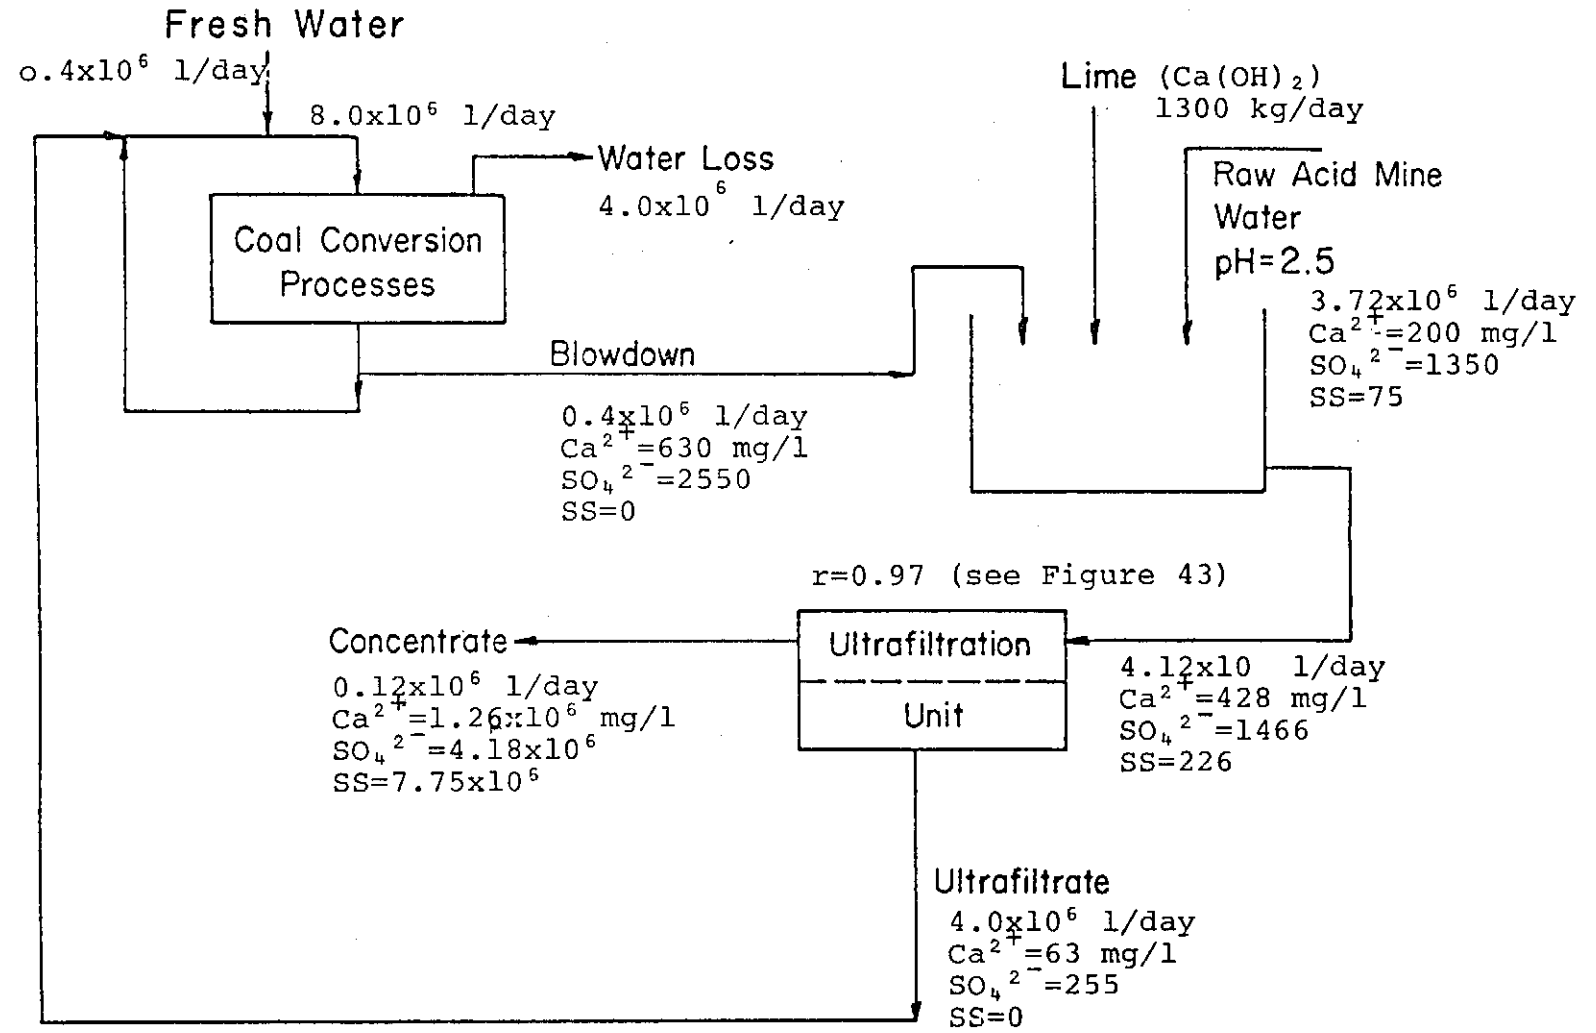 Fresh Water
o.4x10⁶ l/day
8.0x10⁶ l/day
Water Loss
4.0x10⁶ l/day
Coal Conversion
Processes
Lime (Ca(OH)₂)
1300 kg/day
Raw Acid Mine
Water
pH=2.5
3.72x10⁶ l/day
Ca²⁺=200 mg/l
SO₄²⁻=1350
SS=75
Blowdown
0.4x10⁶ l/day
Ca²⁺=630 mg/l
SO₄²⁻=2550
SS=0
r=0.97 (see Figure 43)
Ultrafiltration
Unit
Concentrate
0.12x10⁶ l/day
Ca²⁺=1.26x10⁶ mg/l
SO₄²⁻=4.18x10⁶
SS=7.75x10⁶
4.12x10 l/day
Ca²⁺=428 mg/l
SO₄²⁻=1466
SS=226
Ultrafiltrate
4.0x10⁶ l/day
Ca²⁺=63 mg/l
SO₄²⁻=255
SS=0